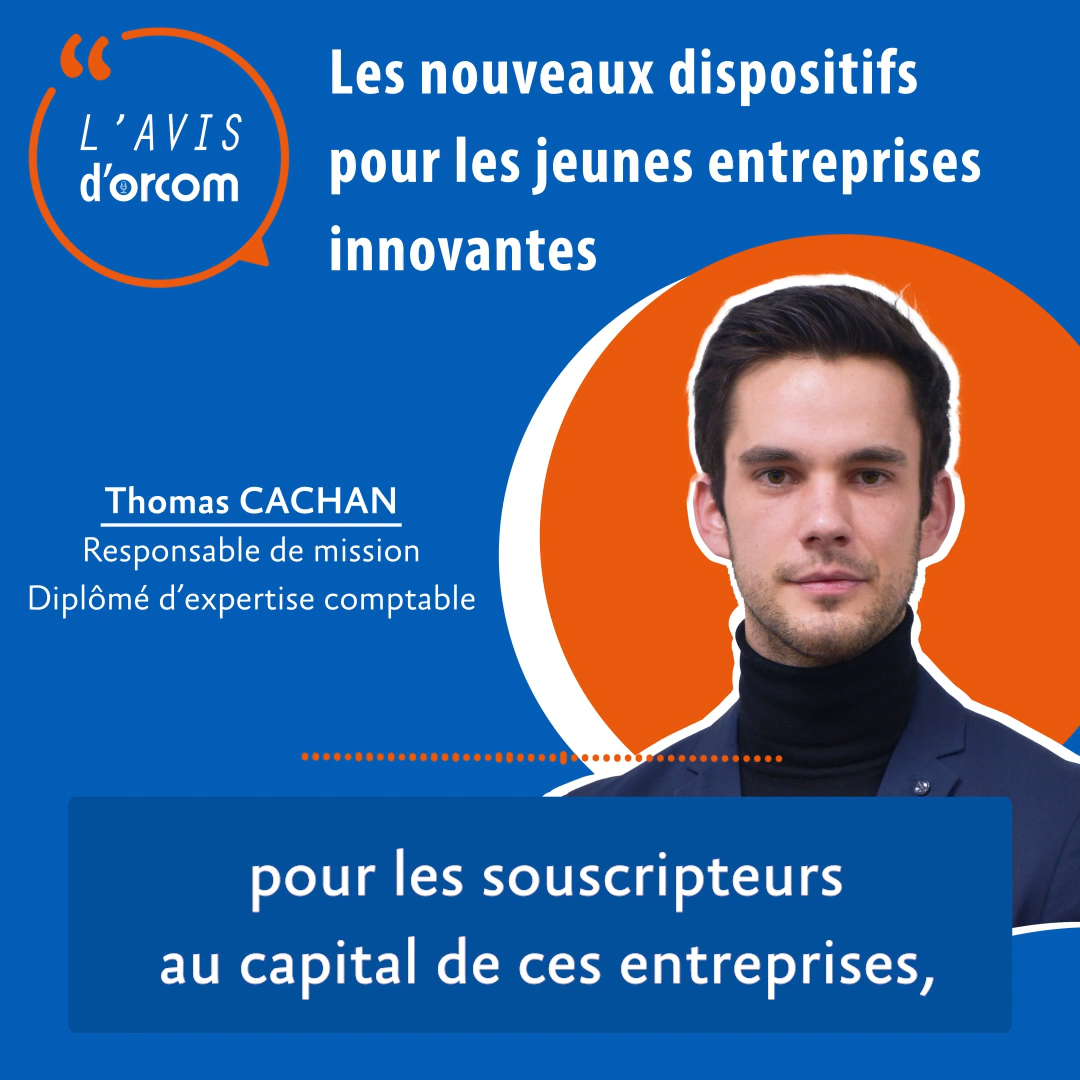 “
L’AVIS
d’orcom
Les nouveaux dispositifs
pour les jeunes entreprises
innovantes
Thomas CACHAN
Responsable de mission
Diplômé d’expertise comptable
pour les souscripteurs
au capital de ces entreprises,